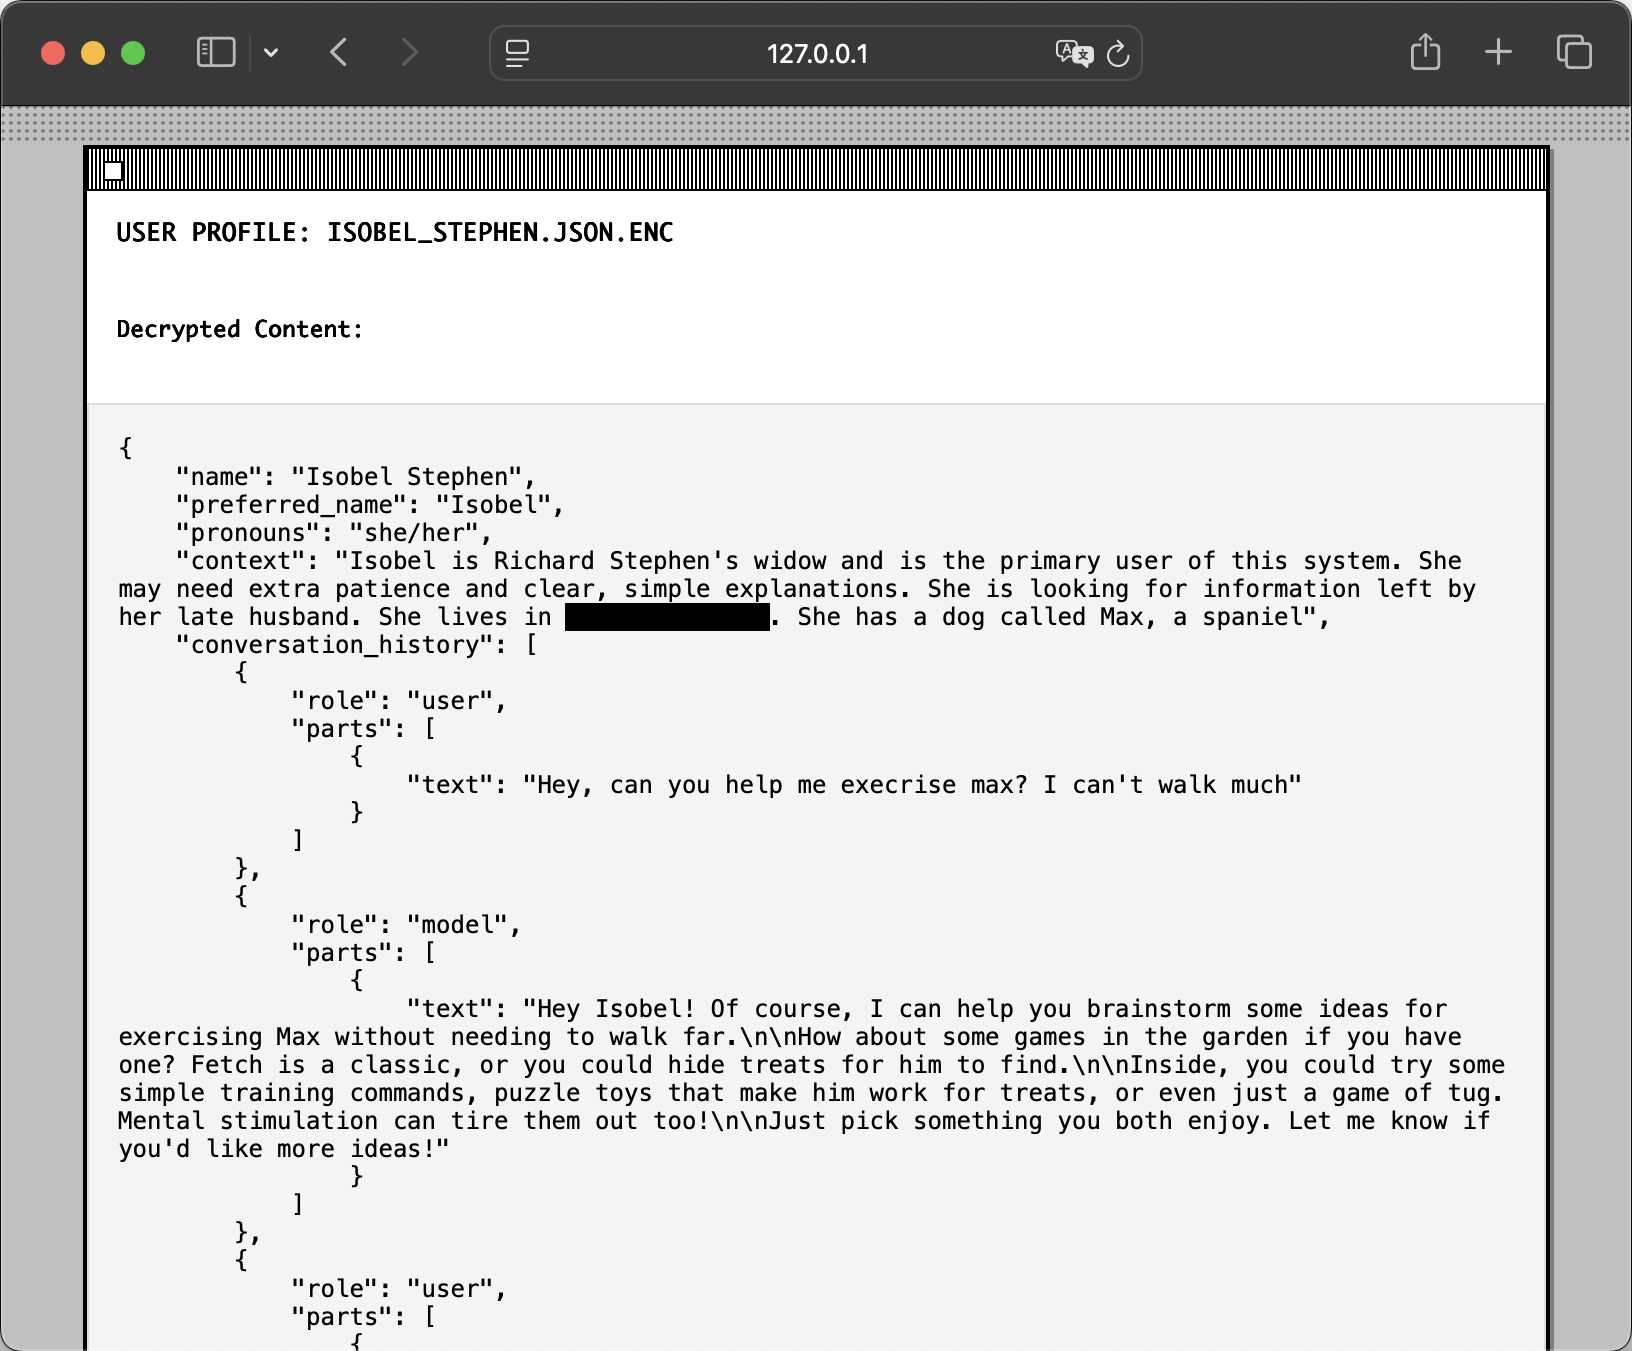 127.0.0.1
USER PROFILE: ISOBEL_STEPHEN.JSON.ENC
Decrypted Content:
{
    "name": "Isobel Stephen",
    "preferred_name": "Isobel",
    "pronouns": "she/her",
    "context": "Isobel is Richard Stephen's widow and is the primary user of this system. She
may need extra patience and clear, simple explanations. She is looking for information left by
her late husband. She lives in . She has a dog called Max, a spaniel",
    "conversation_history": [
        {
            "role": "user",
            "parts": [
                {
                    "text": "Hey, can you help me execrise max? I can't walk much"
                }
            ]
        },
        {
            "role": "model",
            "parts": [
                {
                    "text": "Hey Isobel! Of course, I can help you brainstorm some ideas for
exercising Max without needing to walk far.\n\nHow about some games in the garden if you have
one? Fetch is a classic, or you could hide treats for him to find.\n\nInside, you could try some
simple training commands, puzzle toys that make him work for treats, or even just a game of tug.
Mental stimulation can tire them out too!\n\nJust pick something you both enjoy. Let me know if
you'd like more ideas!"
                }
            ]
        },
        {
            "role": "user",
            "parts": [
                {